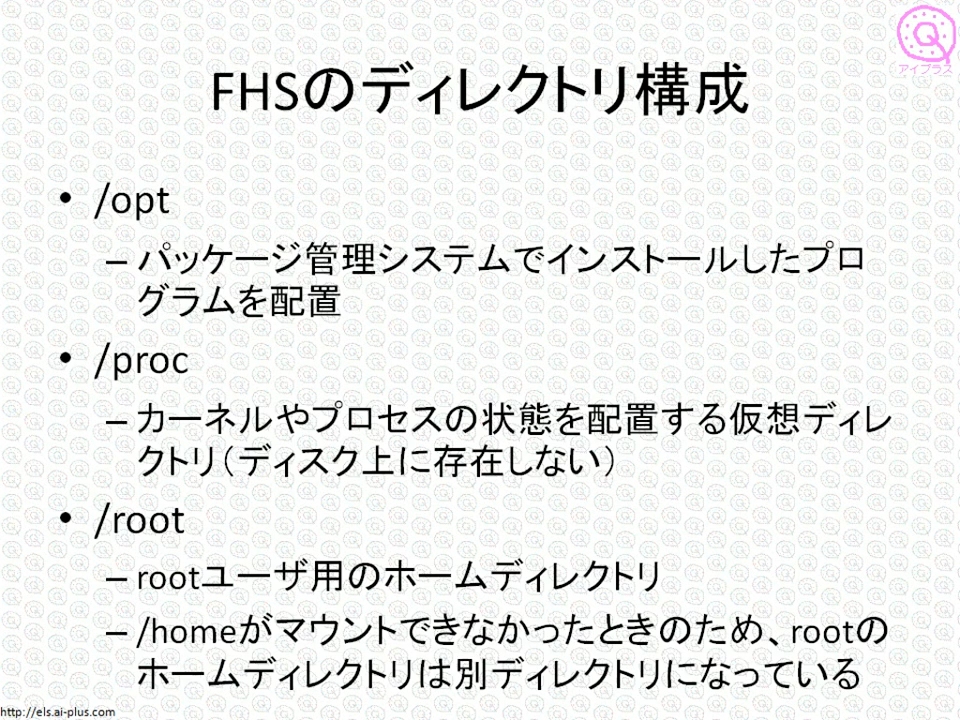 アイプラス
FHSのディレクトリ構成
• /opt
– パッケージ管理システムでインストールしたプロ
グラムを配置
• /proc
– カーネルやプロセスの状態を配置する仮想ディレ
クトリ（ディスク上に存在しない）
• /root
– rootユーザ用のホームディレクトリ
– /homeがマウントできなかったときのため、rootの
ホームディレクトリは別ディレクトリになっている
http://els.ai-plus.com